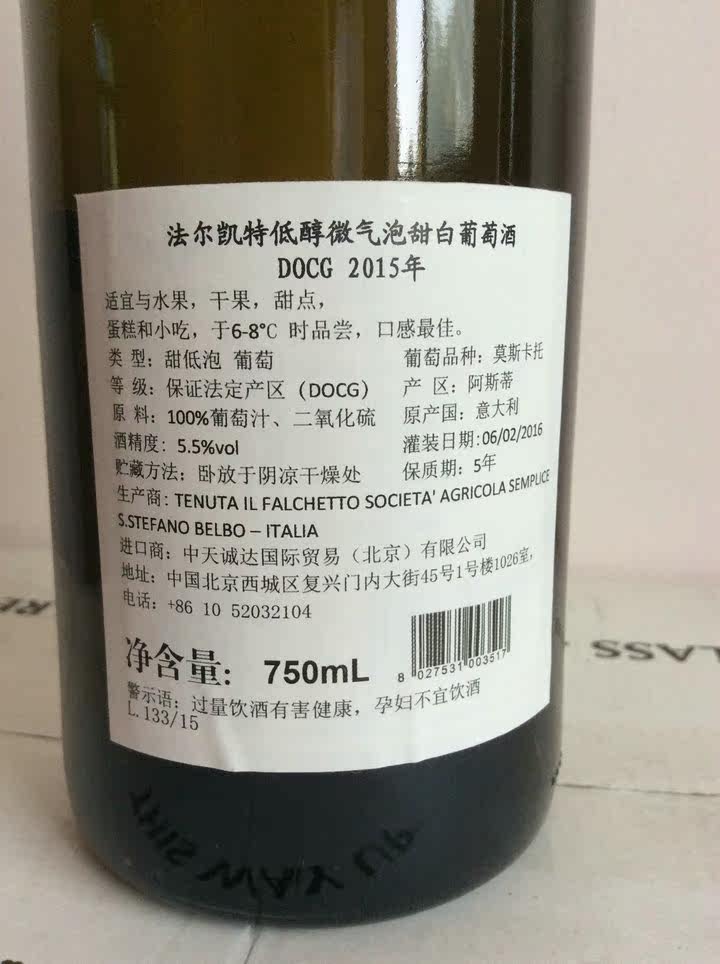 法尔凯特低醇微气泡甜白葡萄酒
DOCG 2015年
适宜与水果，干果，甜点，
蛋糕和小吃，于6-8°C 时品尝，口感最佳。
类 型：甜低泡 葡萄 葡萄品种：莫斯卡托
等 级：保证法定产区 (DOCG) 产 区：阿斯蒂
原 料：100%葡萄汁、二氧化硫 原产国：意大利
酒精度：5.5%vol 灌装日期：06/02/2016
贮藏方法：卧放于阴凉干燥处 保质期：5年
生产商：TENUTA IL FALCHETTO SOCIETA' AGRICOLA SEMPLICE
S.STEFANO BELBO – ITALIA
进口商：中天诚达国际贸易（北京）有限公司
地址：中国北京西城区复兴门内大街45号1号楼1026室，
电话：+86 10 52032104
净含量：750mL
8 027531 003517
警示语：过量饮酒有害健康，孕妇不宜饮酒
L.133/15
THIS WAY UP
RE
GLASS